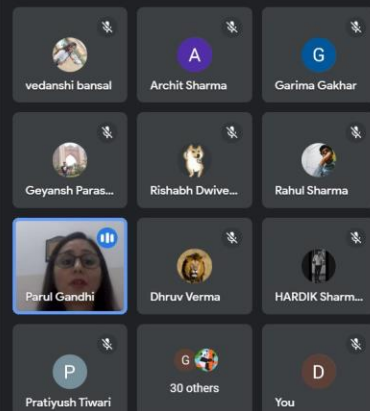 vedanshi bansal
A
Archit Sharma
G
Garima Gakhar
Geyansh Paras...
Rishabh Dwive...
Rahul Sharma
Parul Gandhi
Dhruv Verma
HARDIK Sharm...
P
Pratiyush Tiwari
G
30 others
D
You